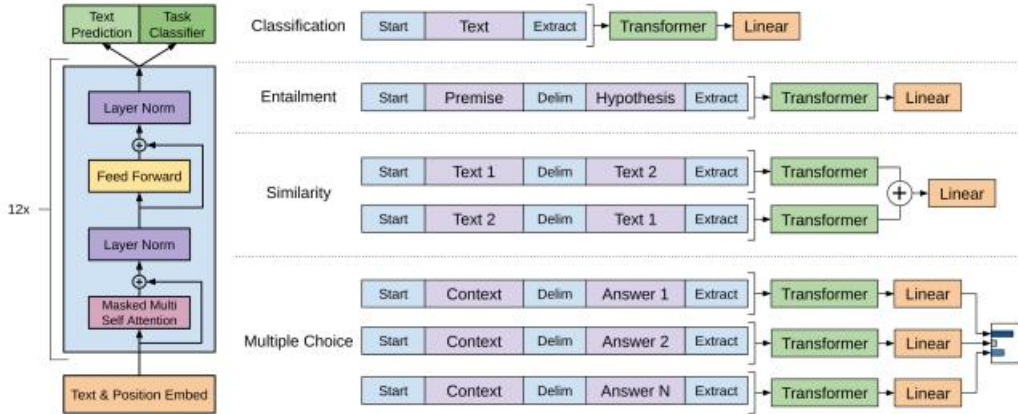 Text
Prediction
Task
Classifier
Layer Norm
Feed Forward
12x
Layer Norm
Masked Multi
Self Attention
Text & Position Embed
Classification
Start Text Extract Transformer Linear
Entailment
Start Premise Delim Hypothesis Extract Transformer Linear
Similarity
Start Text 1 Delim Text 2 Extract Transformer
Linear
Start Text 2 Delim Text 1 Extract Transformer
Multiple Choice
Start Context Delim Answer 1 Extract Transformer Linear
Start Context Delim Answer 2 Extract Transformer Linear
Start Context Delim Answer N Extract Transformer Linear